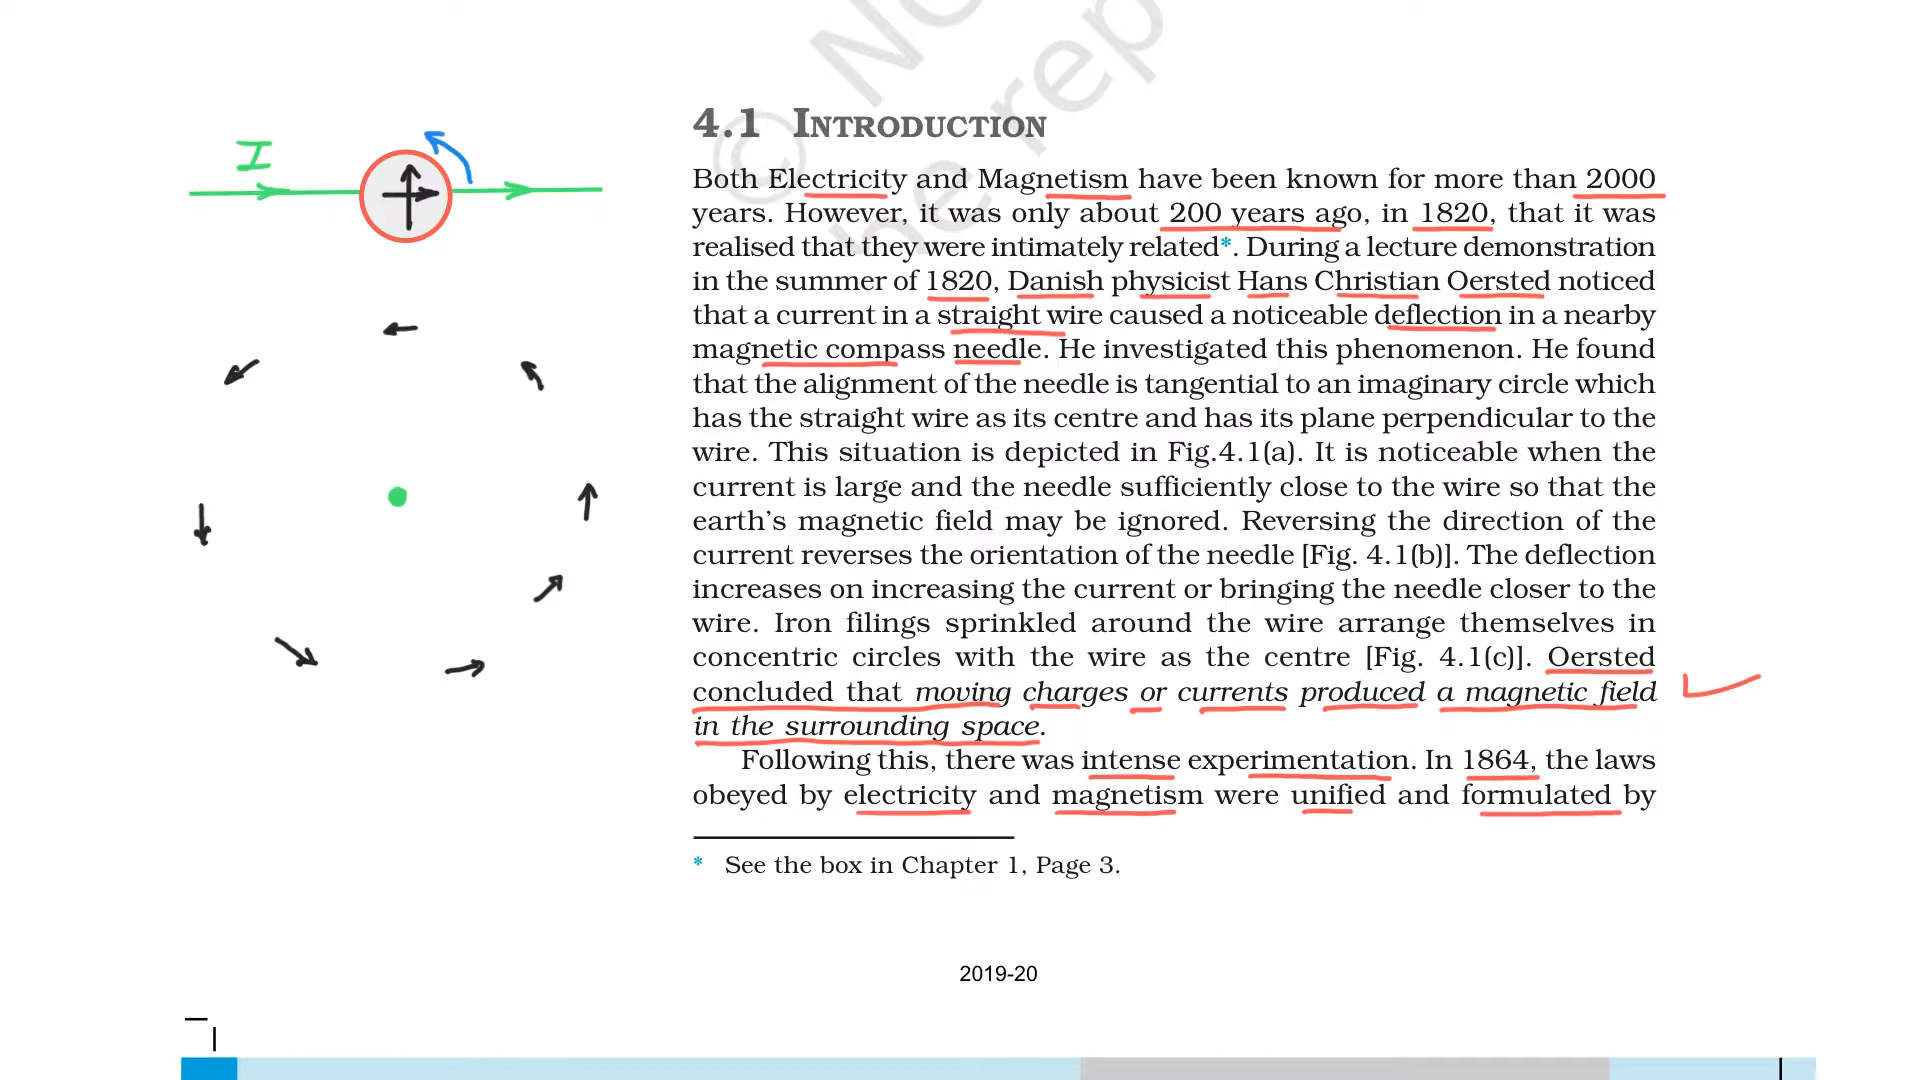 © No
be rep
I
4.1 INTRODUCTION
Both Electricity and Magnetism have been known for more than 2000
years. However, it was only about 200 years ago, in 1820, that it was
realised that they were intimately related*. During a lecture demonstration
in the summer of 1820, Danish physicist Hans Christian Oersted noticed
that a current in a straight wire caused a noticeable deflection in a nearby
magnetic compass needle. He investigated this phenomenon. He found
that the alignment of the needle is tangential to an imaginary circle which
has the straight wire as its centre and has its plane perpendicular to the
wire. This situation is depicted in Fig.4.1(a). It is noticeable when the
current is large and the needle sufficiently close to the wire so that the
earth’s magnetic field may be ignored. Reversing the direction of the
current reverses the orientation of the needle [Fig. 4.1(b)]. The deflection
increases on increasing the current or bringing the needle closer to the
wire. Iron filings sprinkled around the wire arrange themselves in
concentric circles with the wire as the centre [Fig. 4.1(c)]. Oersted
concluded that moving charges or currents produced a magnetic field
in the surrounding space.
Following this, there was intense experimentation. In 1864, the laws
obeyed by electricity and magnetism were unified and formulated by
* See the box in Chapter 1, Page 3.
2019-20